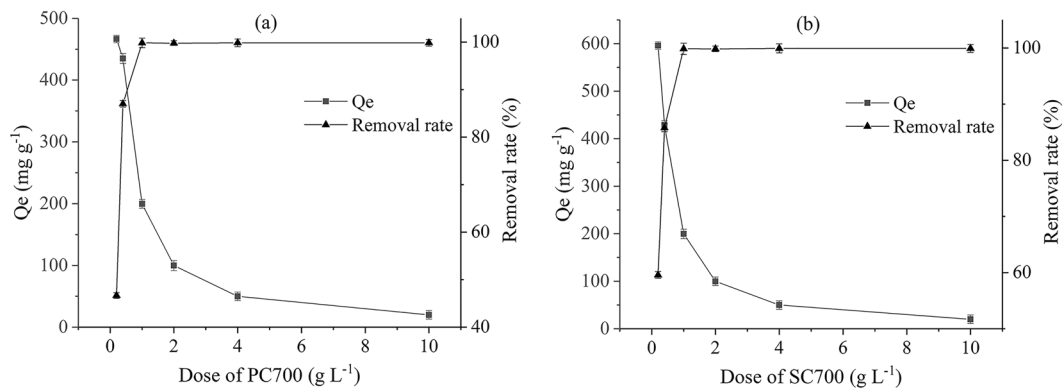 (a)
500
400
300
200
100
0
Qe (mg g⁻¹)
100
80
60
40
Removal rate (%)
Qe
Removal rate
0 2 4 6 8 10
Dose of PC700 (g L⁻¹)
(b)
600
500
400
300
200
100
0
Qe (mg g⁻¹)
100
80
60
Removal rate (%)
Qe
Removal rate
0 2 4 6 8 10
Dose of SC700 (g L⁻¹)